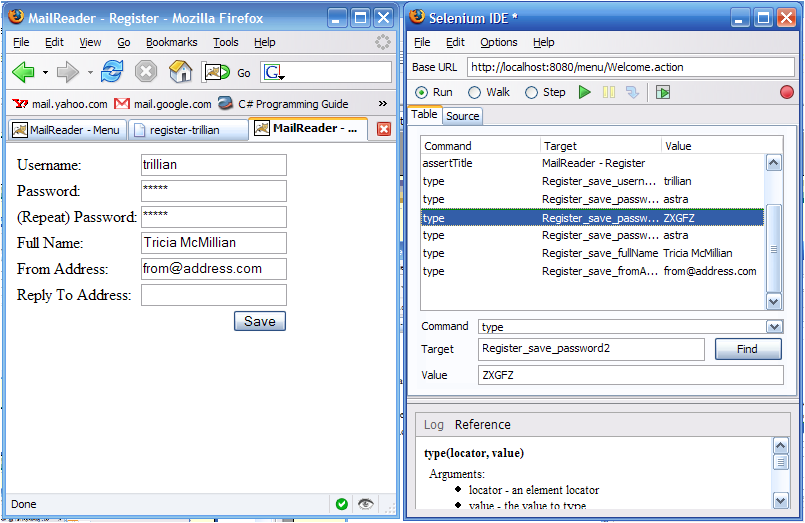 MailReader - Register - Mozilla Firefox
File Edit View Go Bookmarks Tools Help
Go G
mail.yahoo.com mail.google.com C# Programming Guide »
MailReader - Menu register-trillian MailReader - ...
Username: trillian
Password: *****
(Repeat) Password: *****
Full Name: Tricia McMillian
From Address: from@address.com
Reply To Address:
Save
Done
Selenium IDE *
File Edit Options Help
Base URL http://localhost:8080/menu/Welcome.action
Run Walk Step
Table Source
Command Target Value
assertTitle MailReader - Register
type Register_save_usern... trillian
type Register_save_passw... astra
type Register_save_passw... ZXGFZ
type Register_save_passw... astra
type Register_save_fullName Tricia McMillian
type Register_save_fromA... from@address.com
Command type
Target Register_save_password2 Find
Value ZXGFZ
Log Reference
type(locator, value)
Arguments:
• locator - an element locator
• value - the value to type